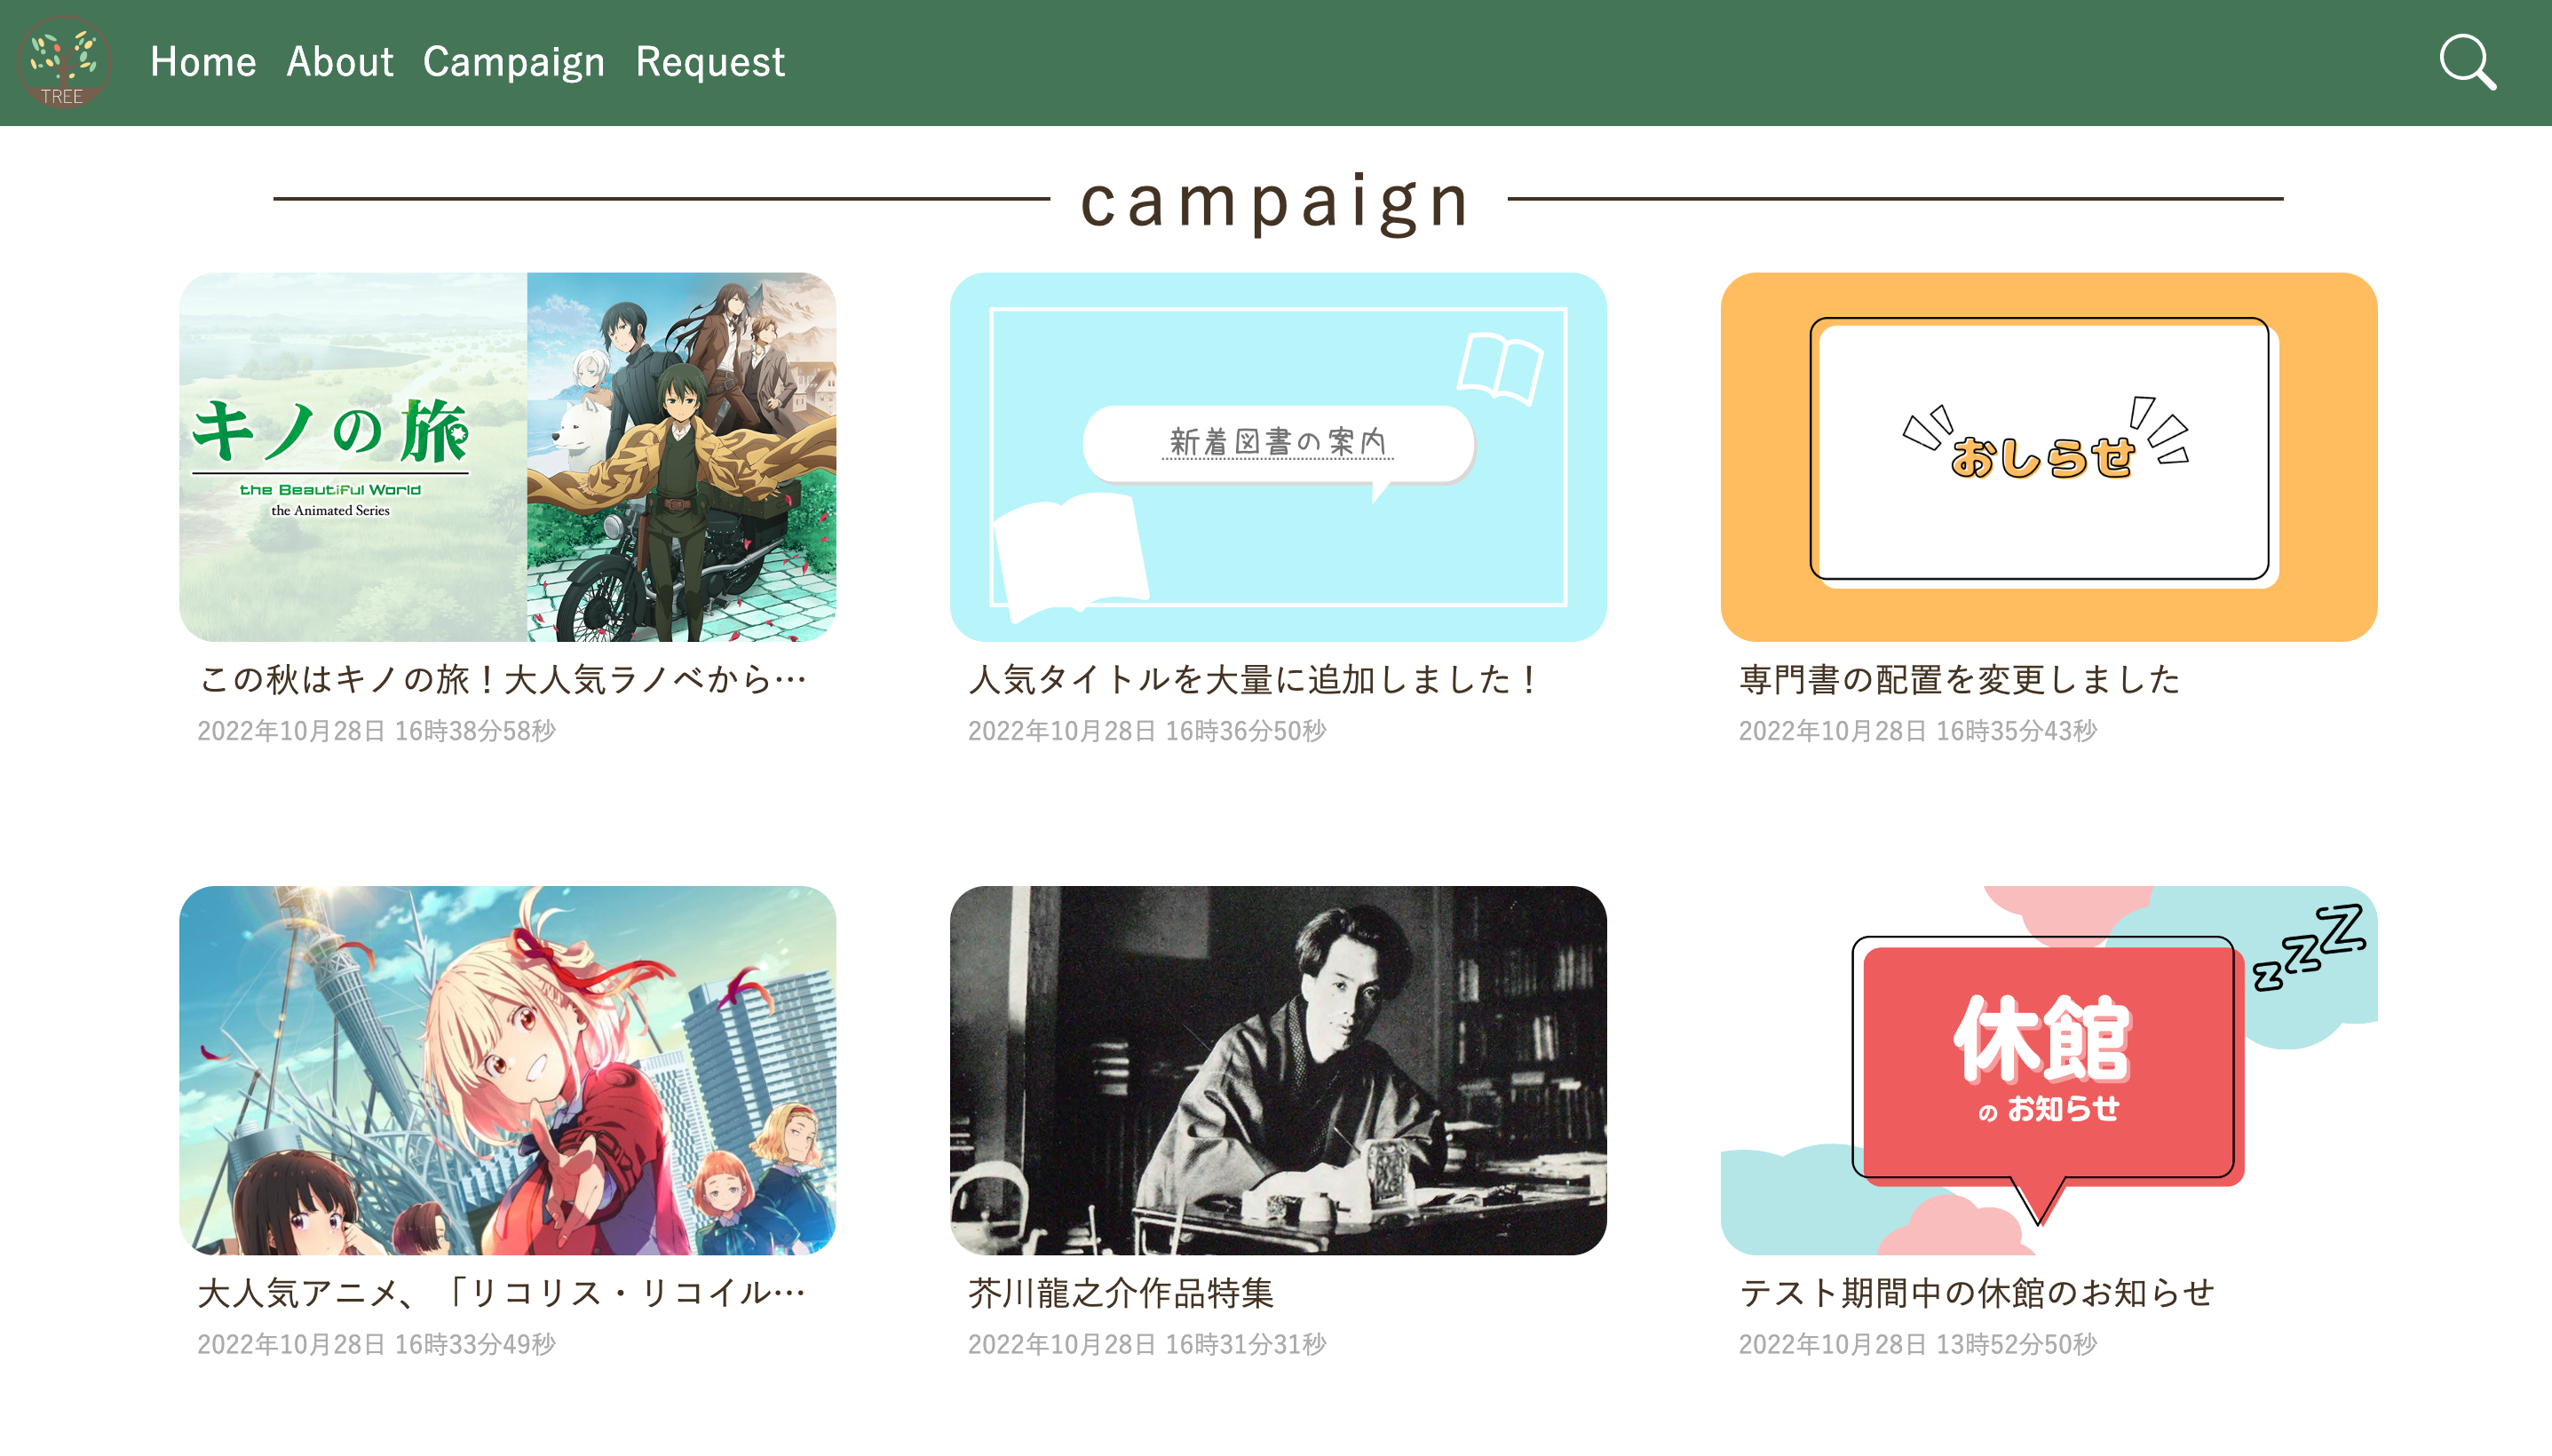 TREE
Home About Campaign Request
campaign
キノの旅
the Beautiful World
the Animated Series
新着図書の案内
おしらせ
この秋はキノの旅！大人気ラノベから…
2022年10月28日 16時38分58秒
人気タイトルを大量に追加しました！
2022年10月28日 16時36分50秒
専門書の配置を変更しました
2022年10月28日 16時35分43秒
zzz
休館
の お知らせ
大人気アニメ、「リコリス・リコイル…
2022年10月28日 16時33分49秒
芥川龍之介作品特集
2022年10月28日 16時31分31秒
テスト期間中の休館のお知らせ
2022年10月28日 13時52分50秒